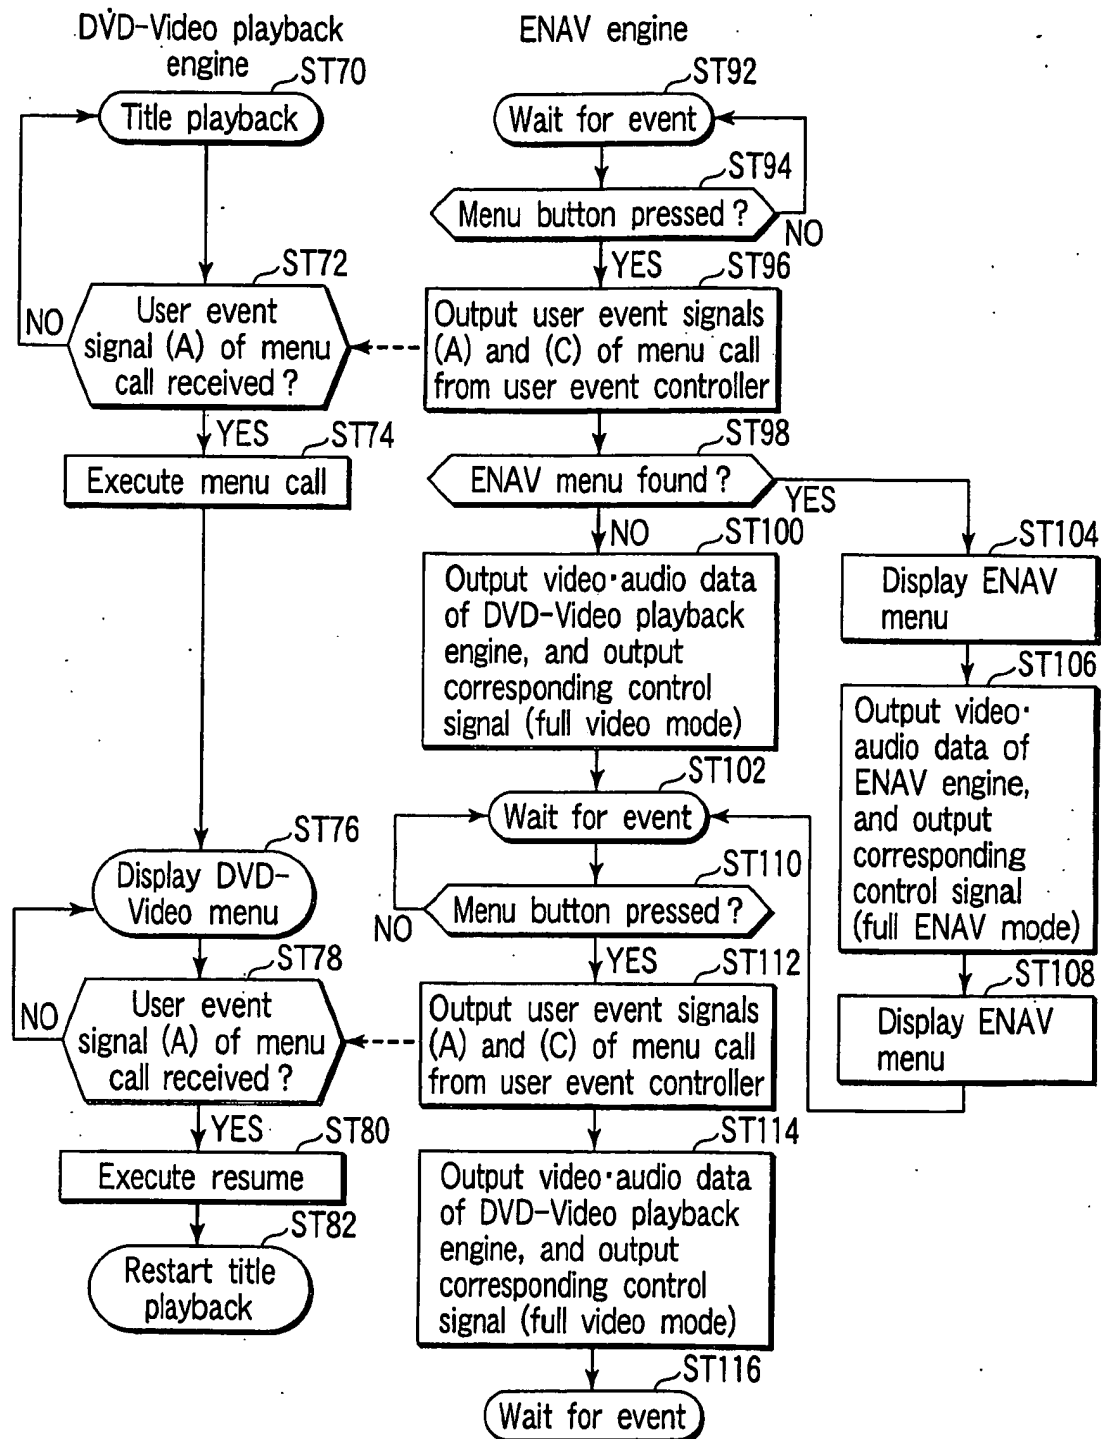 DVD-Video playback
engine
ST70
Title playback
ST72
User event
signal (A) of menu
call received?
NO
YES
ST74
Execute menu call
ST76
Display DVD-
Video menu
ST78
User event
signal (A) of menu
call received?
NO
YES
ST80
Execute resume
ST82
Restart title
playback
ENAV engine
ST92
Wait for event
ST94
Menu button pressed?
NO
YES
ST96
Output user event signals
(A) and (C) of menu call
from user event controller
ST98
ENAV menu found?
YES
NO
ST100
Output video·audio data
of DVD-Video playback
engine, and output
corresponding control
signal (full video mode)
ST102
Wait for event
ST110
Menu button pressed?
NO
YES
ST112
Output user event signals
(A) and (C) of menu call
from user event controller
ST114
Output video·audio data
of DVD-Video playback
engine, and output
corresponding control
signal (full video mode)
ST116
Wait for event
ST104
Display ENAV
menu
ST106
Output video·
audio data of
ENAV engine,
and output
corresponding
control signal
(full ENAV mode)
ST108
Display ENAV
menu